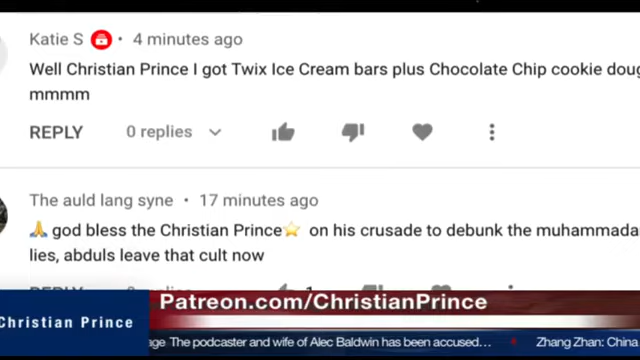 Katie S • 4 minutes ago
Well Christian Prince I got Twix Ice Cream bars plus Chocolate Chip cookie doug
mmmm
REPLY 0 replies
The auld lang syne • 17 minutes ago
🙏 god bless the Christian Prince⭐ on his crusade to debunk the muhammadas
lies, abduls leave that cult now
Patreon.com/ChristianPrince
Christian Prince
age The podcaster and wife of Alec Baldwin has been accused... Zhang Zhan: China